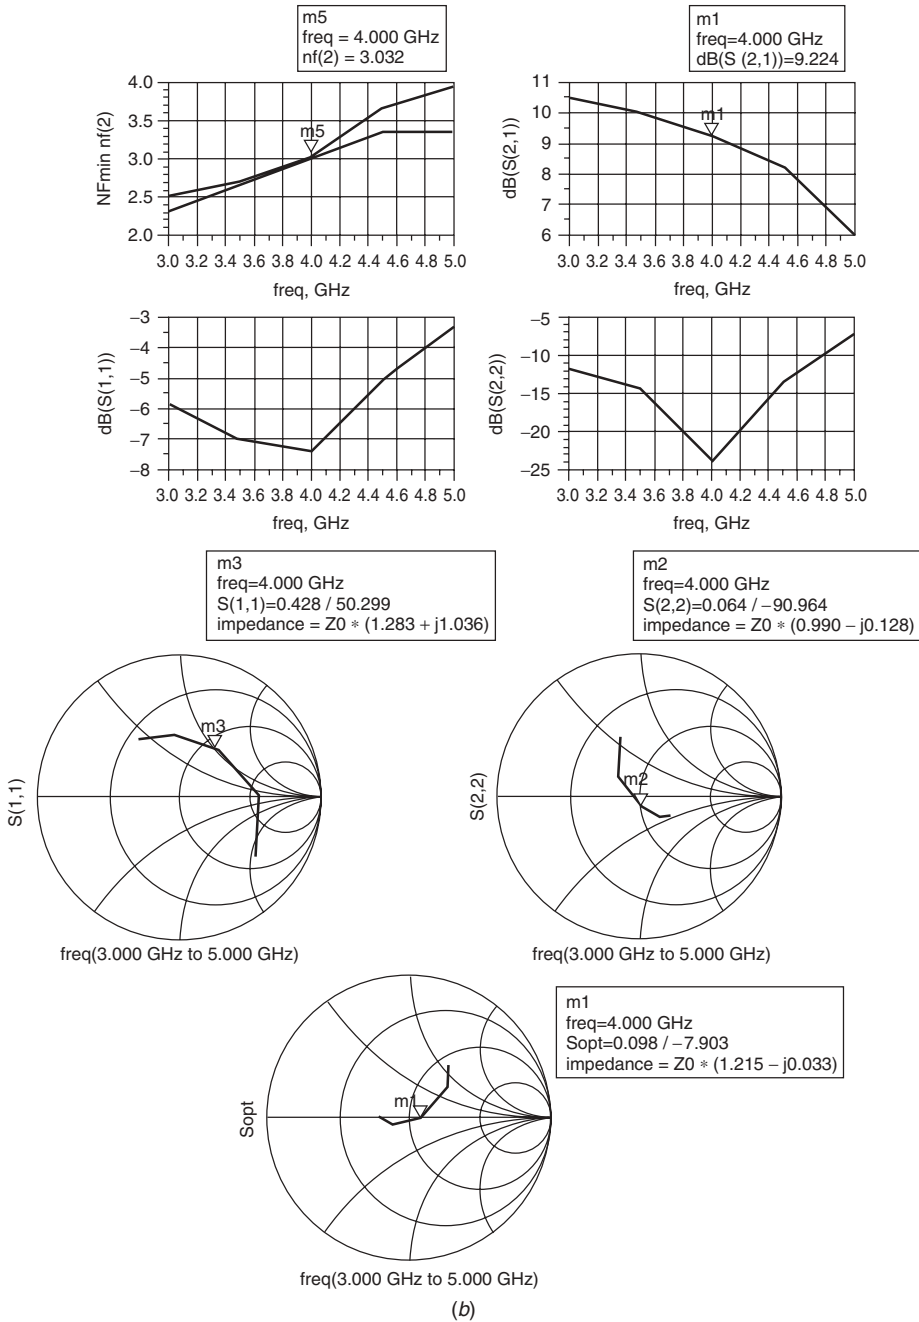 m5
freq = 4.000 GHz
nf(2) = 3.032
m1
freq=4.000 GHz
dB(S (2,1))=9.224
NFmin nf(2)
4.0
3.5
3.0
2.5
2.0
m5
3.0 3.2 3.4 3.6 3.8 4.0 4.2 4.4 4.6 4.8 5.0
freq, GHz
dB(S(2,1))
11
10
9
8
7
6
m1
3.0 3.2 3.4 3.6 3.8 4.0 4.2 4.4 4.6 4.8 5.0
freq, GHz
dB(S(1,1))
−3
−4
−5
−6
−7
−8
3.0 3.2 3.4 3.6 3.8 4.0 4.2 4.4 4.6 4.8 5.0
freq, GHz
dB(S(2,2))
−5
−10
−15
−20
−25
3.0 3.2 3.4 3.6 3.8 4.0 4.2 4.4 4.6 4.8 5.0
freq, GHz
m3
freq=4.000 GHz
S(1,1)=0.428 / 50.299
impedance = Z0 * (1.283 + j1.036)
m2
freq=4.000 GHz
S(2,2)=0.064 / −90.964
impedance = Z0 * (0.990 − j0.128)
S(1,1)
m3
freq(3.000 GHz to 5.000 GHz)
S(2,2)
m2
freq(3.000 GHz to 5.000 GHz)
m1
freq=4.000 GHz
Sopt=0.098 / −7.903
impedance = Z0 * (1.215 − j0.033)
Sopt
m1
freq(3.000 GHz to 5.000 GHz)
(b)